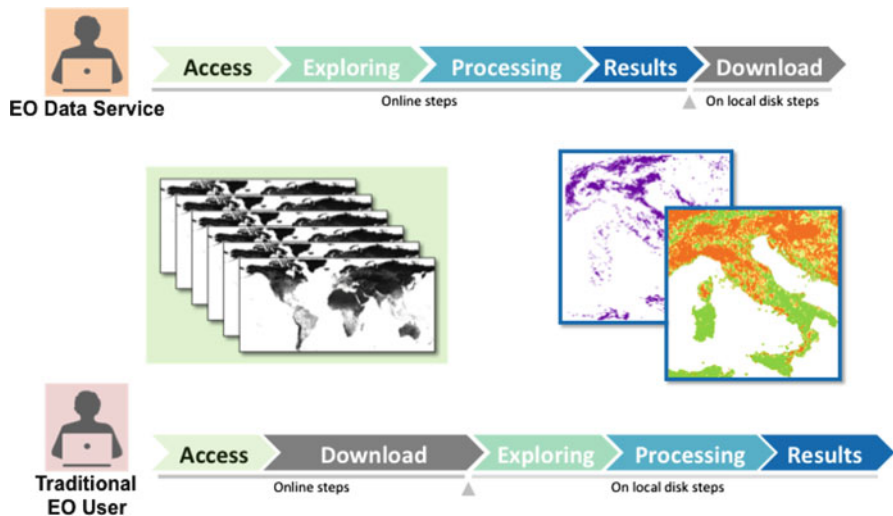 Access Exploring Processing Results Download
Online steps On local disk steps
EO Data Service
Access Download Exploring Processing Results
Online steps On local disk steps
Traditional
EO User